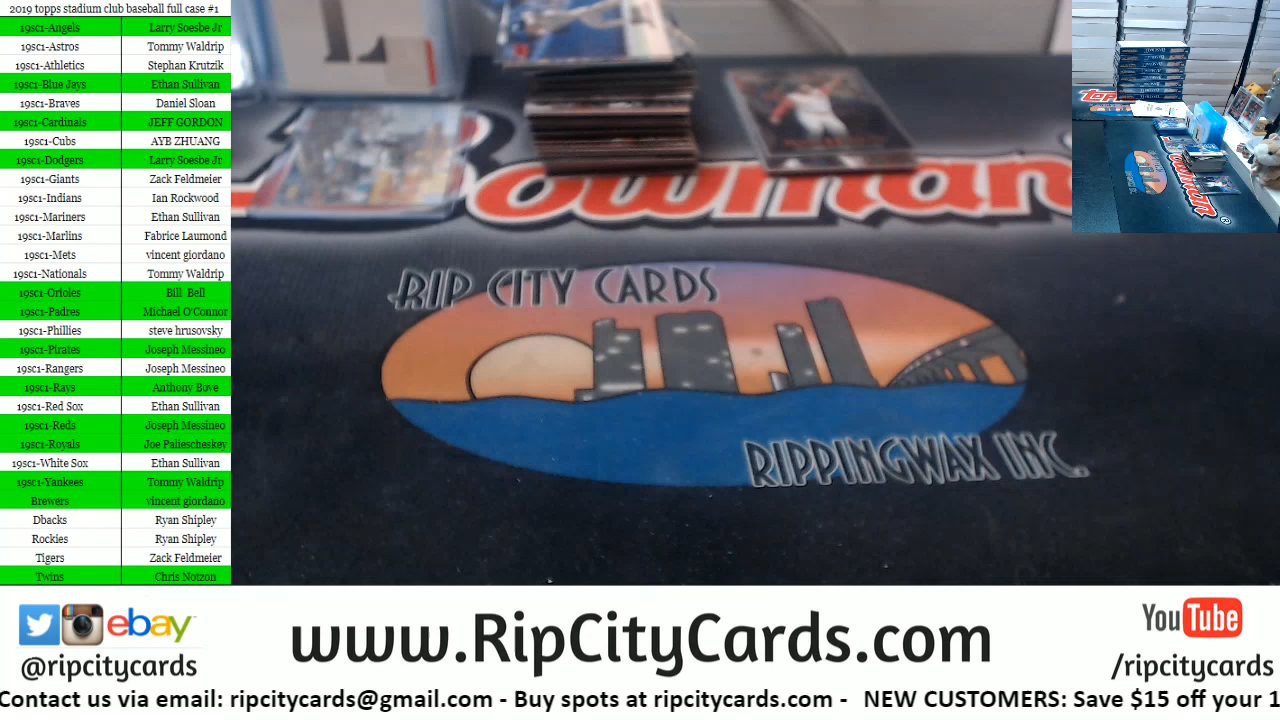 2019 topps stadium club baseball full case #1
19sc1-Angels Larry Soesbe Jr
19sc1-Astros Tommy Waldrip
19sc1-Athletics Stephan Krutzik
19sc1-Blue Jays Ethan Sullivan
19sc1-Braves Daniel Sloan
19sc1-Cardinals JEFF GORDON
19sc1-Cubs AYB ZHUANG
19sc1-Dodgers Larry Soesbe Jr
19sc1-Giants Zack Feldmeier
19sc1-Indians Ian Rockwood
19sc1-Mariners Ethan Sullivan
19sc1-Marlins Fabrice Laumond
19sc1-Mets vincent giordano
19sc1-Nationals Tommy Waldrip
19sc1-Orioles Bill Bell
19sc1-Padres Michael O'Connor
19sc1-Phillies steve hrusovsky
19sc1-Pirates Joseph Messineo
19sc1-Rangers Joseph Messineo
19sc1-Rays Anthony Bove
19sc1-Red Sox Ethan Sullivan
19sc1-Reds Joseph Messineo
19sc1-Royals Joe Paliescheskey
19sc1-White Sox Ethan Sullivan
19sc1-Yankees Tommy Waldrip
Brewers vincent giordano
Dbacks Ryan Shipley
Rockies Ryan Shipley
Tigers Zack Feldmeier
Twins Chris Notzon
Bowman
RIP CITY CARDS
RIPPINGWAX INC.
ebay
@ripcitycards
www.RipCityCards.com
YouTube
/ripcitycards
Contact us via email: ripcitycards@gmail.com - Buy spots at ripcitycards.com - NEW CUSTOMERS: Save $15 off your 1